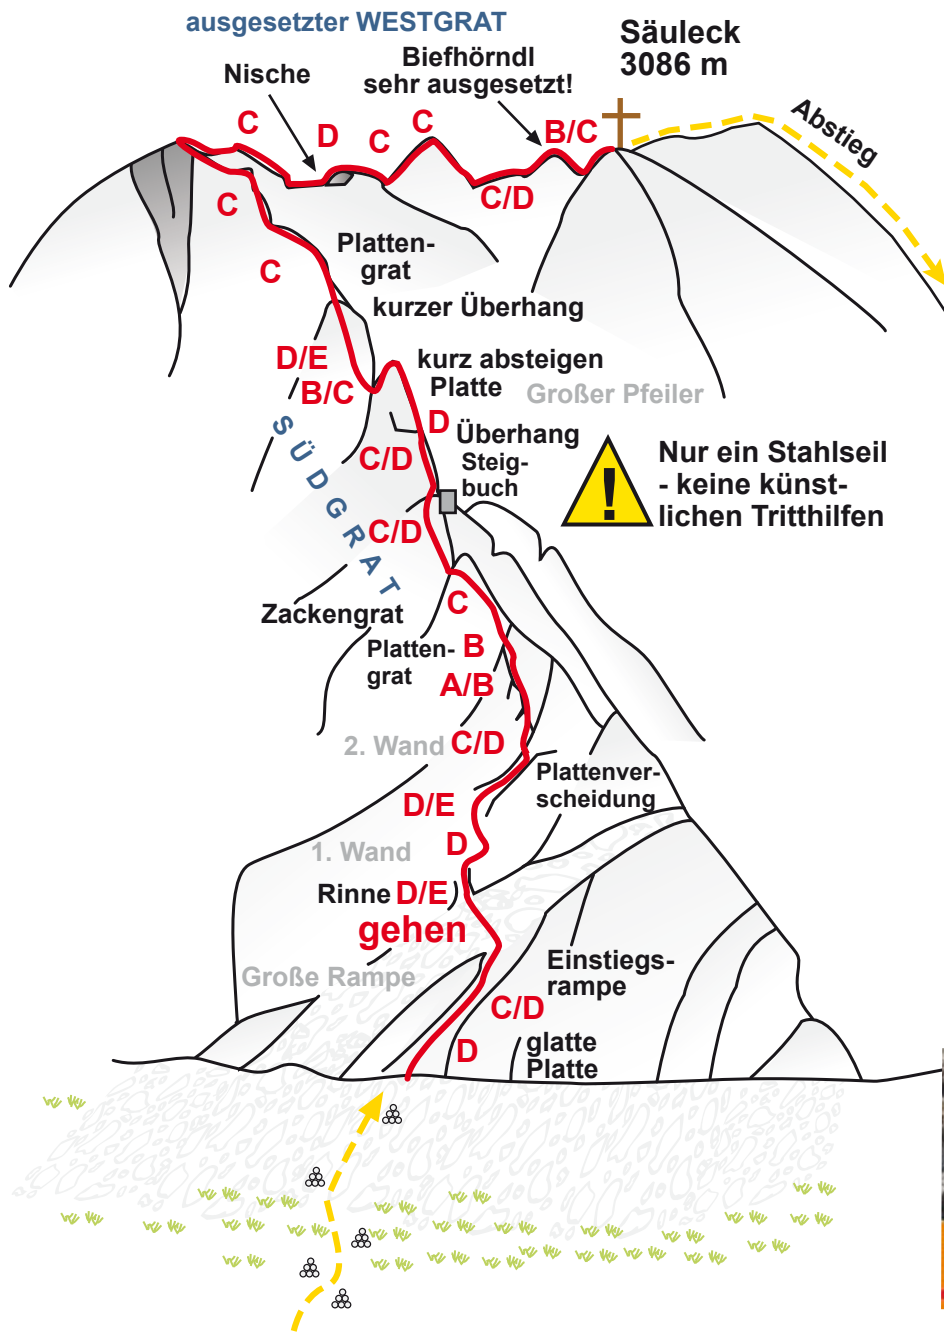 ausgesetzter WESTGRAT
Säuleck
3086 m
Biefhörndl
sehr ausgesetzt!
Nische
Abstieg
C
D
C
C
B/C
C/D
C
C
Platten-
grat
kurzer Überhang
D/E
B/C
kurz absteigen
Platte
Großer Pfeiler
D
SÜDGRAT
C/D
Überhang
Steig-
buch
!
Nur ein Stahlseil
- keine künst-
lichen Tritthilfen
C/D
Zackengrat
C
Platten-
grat
B
A/B
2. Wand
C/D
Plattenver-
scheidung
D/E
1. Wand
D
Rinne D/E
gehen
Große Rampe
Einstiegs-
rampe
C/D
D
glatte
Platte